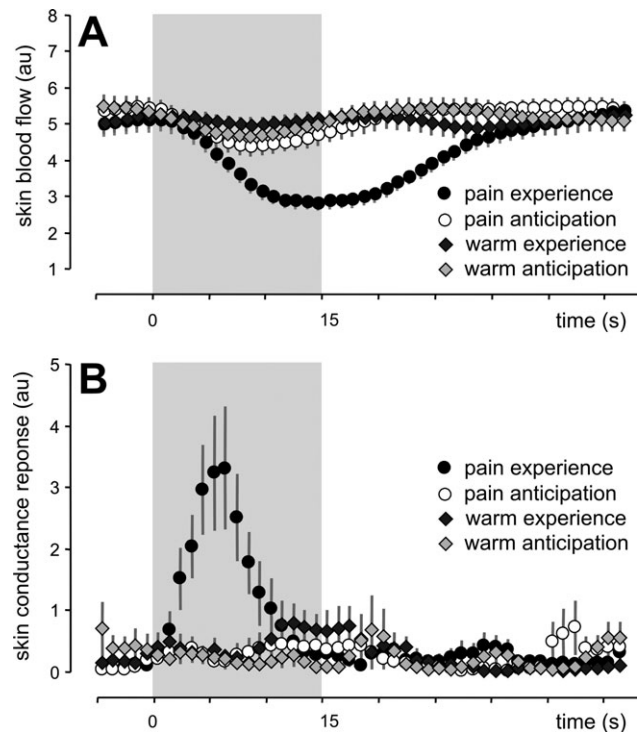 A
skin blood flow (au)
8
7
6
5
4
3
2
1
pain experience
pain anticipation
warm experience
warm anticipation
0
15
time (s)
B
skin conductance reponse (au)
5
4
3
2
1
0
pain experience
pain anticipation
warm experience
warm anticipation
0
15
time (s)